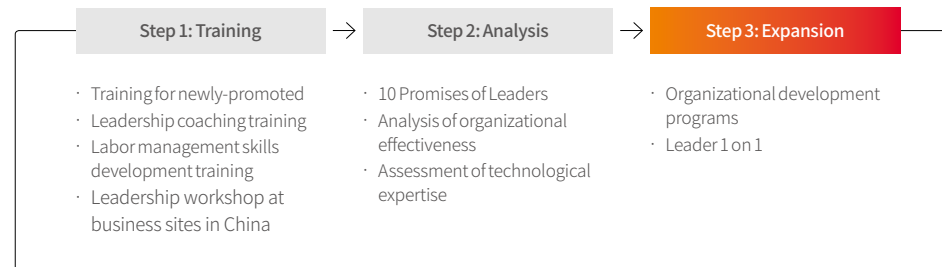 Step 1: Training
· Training for newly-promoted
· Leadership coaching training
· Labor management skills
development training
· Leadership workshop at
business sites in China
Step 2: Analysis
· 10 Promises of Leaders
· Analysis of organizational
effectiveness
· Assessment of technological
expertise
Step 3: Expansion
· Organizational development
programs
· Leader 1 on 1